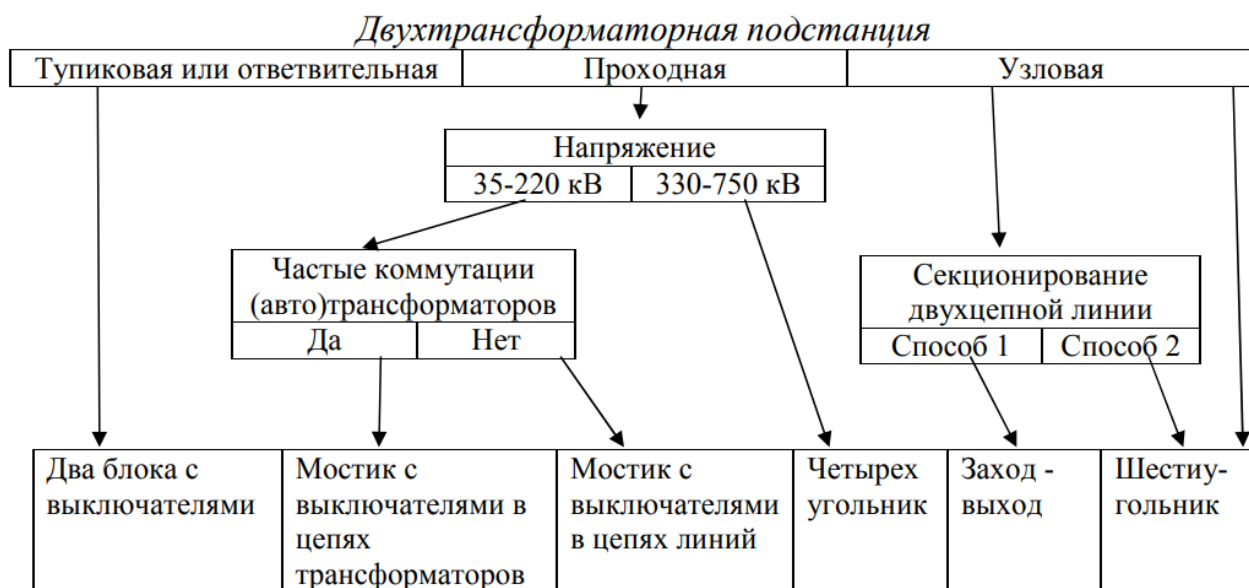 Двухтрансформаторная подстанция
Тупиковая или ответвительная
Проходная
Узловая
Напряжение
35-220 кВ
330-750 кВ
Частые коммутации
(авто)трансформаторов
Да
Нет
Секционирование
двухцепной линии
Способ 1
Способ 2
Два блока с
выключателями
Мостик с
выключателями в
цепях
трансформаторов
Мостик с
выключателями
в цепях линий
Четырех
угольник
Заход -
выход
Шестиу-
гольник